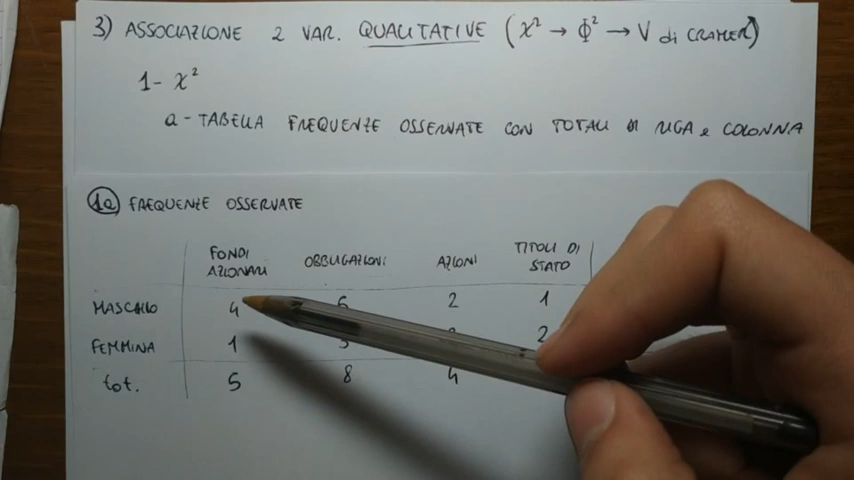 3) ASSOCIAZIONE 2 VAR. QUALITATIVE (χ² → Φ² → V di CRAMER)
1- χ²
a - TABELLA FREQUENZE OSSERVATE CON TOTALI DI RIGA e COLONNA
1a) FREQUENZE OSSERVATE
FONDI AZIONARI OBBLIGAZIONI AZIONI TITOLI DI STATO
MASCHIO 4 2 1
FEMMINA 1 2
tot. 5 8 4